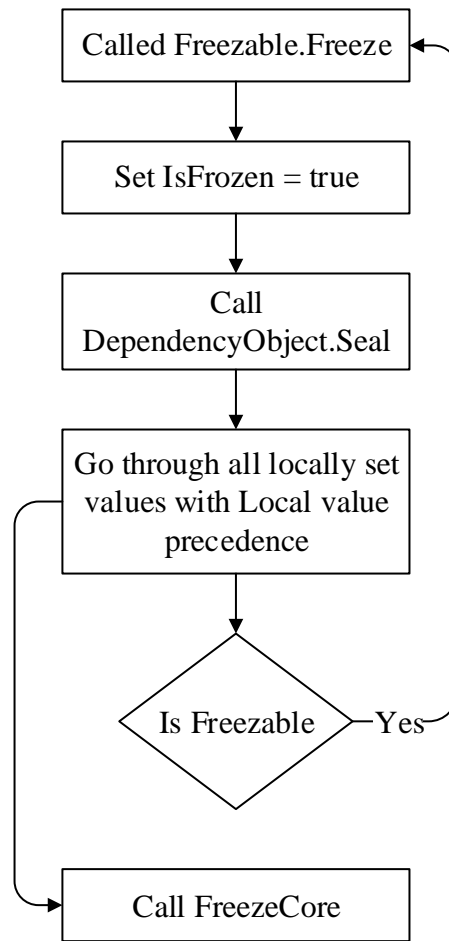 Called Freezable.Freeze
Set IsFrozen = true
Call
DependencyObject.Seal
Go through all locally set
values with Local value
precedence
Is Freezable
Yes
Call FreezeCore